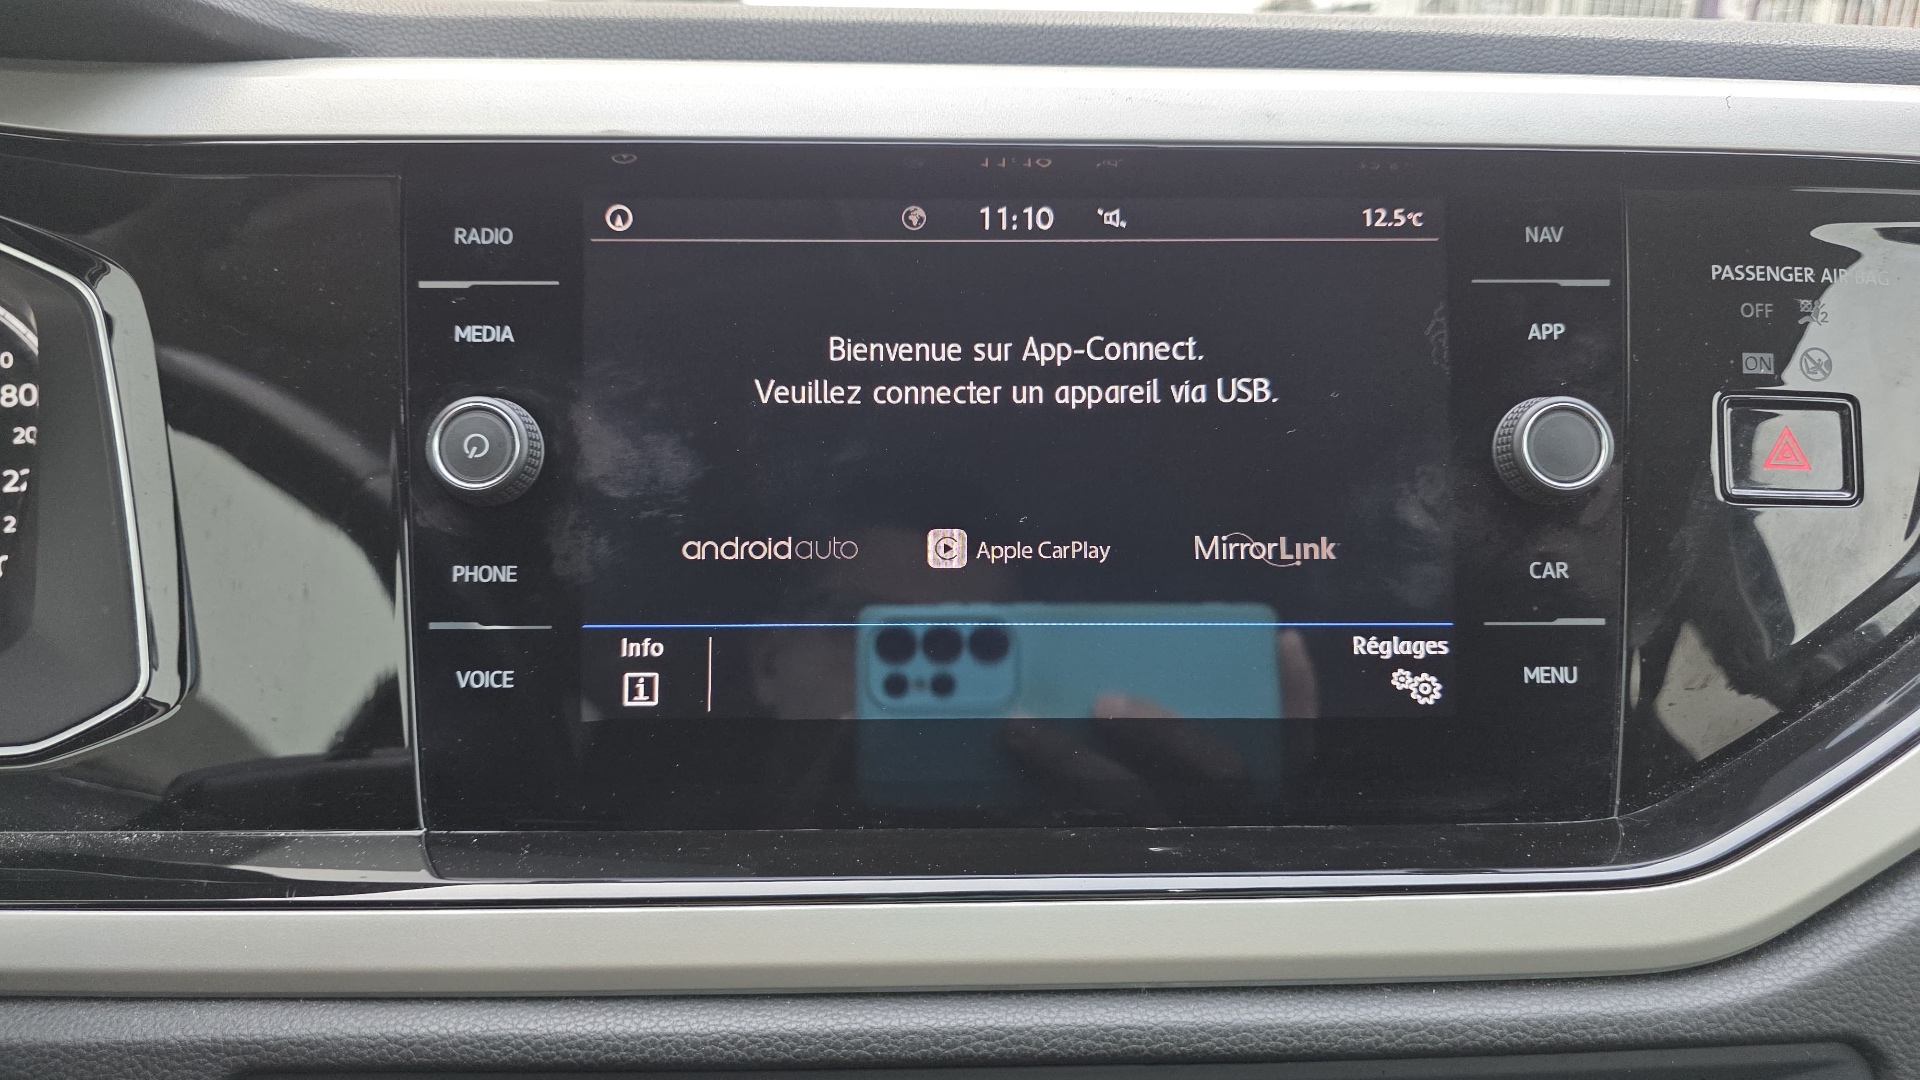 RADIO
MEDIA
PHONE
VOICE
11:10
12.5°C
Bienvenue sur App-Connect.
Veuillez connecter un appareil via USB.
androidauto
Apple CarPlay
MirrorLink
Info
i
Réglages
NAV
APP
CAR
MENU
PASSENGER AIR BAG
OFF
ON
80